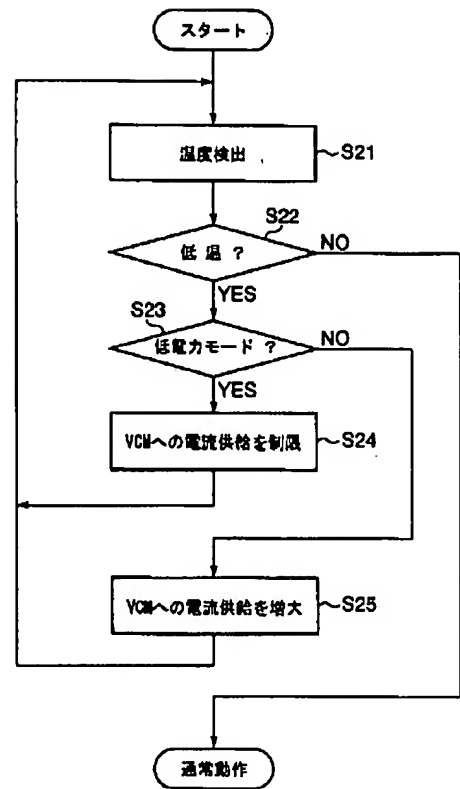 スタート
温度検出
S21
低温?
S22
NO
YES
S23
低電力モード?
NO
YES
VCMへの電流供給を制限
S24
VCMへの電流供給を増大
S25
通常動作